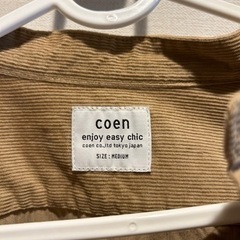 coen
enjoy easy chic
coen co.,ltd tokyo japan
SIZE : MEDIUM